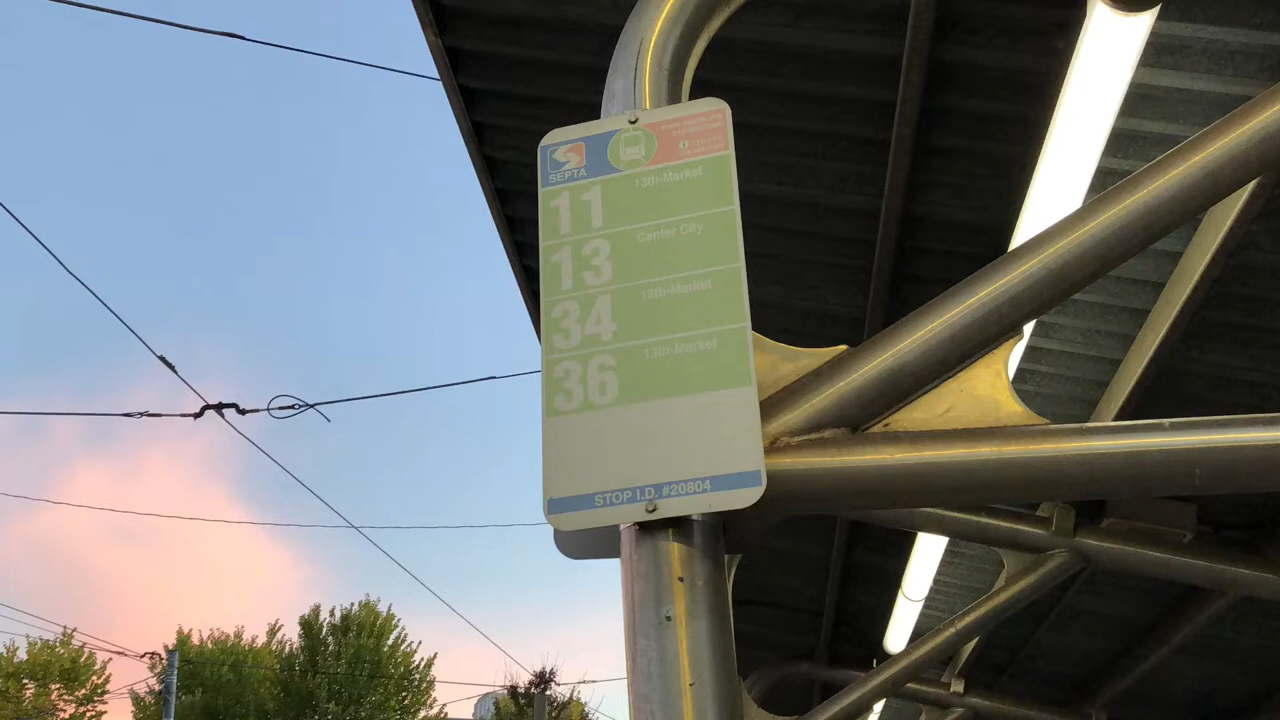 SEPTA
11 13th-Market
13 Center City
34 13th-Market
36 13th-Market
STOP I.D. #20804